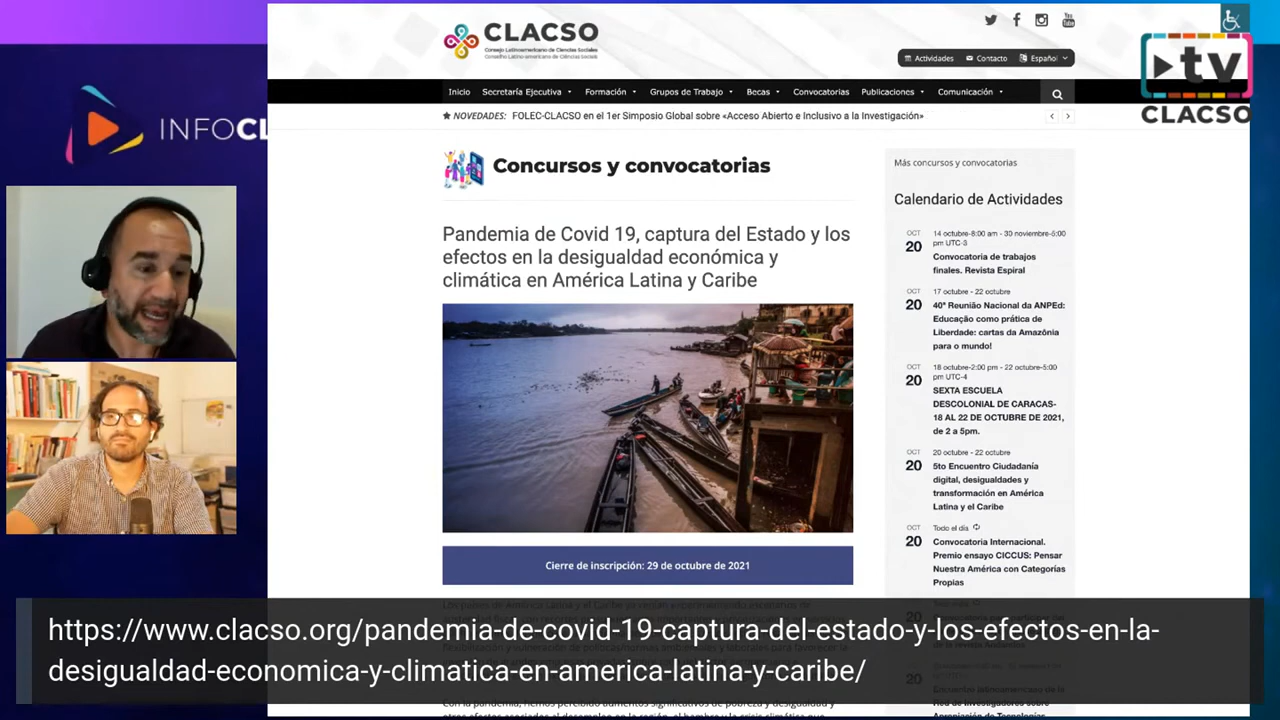 INFOCL
CLACSO
Consejo Latinoamericano de Ciencias Sociales
Conselho Latino-americano de Ciências Sociais
Actividades
Contacto
Español
tv
CLACSO
Inicio
Secretaría Ejecutiva
Formación
Grupos de Trabajo
Becas
Convocatorias
Publicaciones
Comunicación
NOVEDADES: FOLEC-CLACSO en el 1er Simposio Global sobre «Acceso Abierto e Inclusivo a la Investigación»
Concursos y convocatorias
Pandemia de Covid 19, captura del Estado y los
efectos en la desigualdad económica y
climática en América Latina y Caribe
Cierre de inscripción: 29 de octubre de 2021
Más concursos y convocatorias
Calendario de Actividades
OCT
20
14 octubre-8:00 am - 30 noviembre-5:00
pm UTC-3
Convocatoria de trabajos
finales. Revista Espiral
OCT
20
17 octubre - 22 octubre
40ª Reunião Nacional da ANPEd:
Educação como prática de
Liberdade: cartas da Amazônia
para o mundo!
OCT
20
18 octubre-2:00 pm - 22 octubre-5:00
pm UTC-4
SEXTA ESCUELA
DESCOLONIAL DE CARACAS-
18 AL 22 DE OCTUBRE DE 2021,
de 2 a 5pm.
OCT
20
20 octubre - 22 octubre
5to Encuentro Ciudadanía
digital, desigualdades y
transformación en América
Latina y el Caribe
OCT
20
Todo el día
Convocatoria Internacional.
Premio ensayo CICCUS: Pensar
Nuestra América con Categorías
Propias
https://www.clacso.org/pandemia-de-covid-19-captura-del-estado-y-los-efectos-en-la-
desigualdad-economica-y-climatica-en-america-latina-y-caribe/